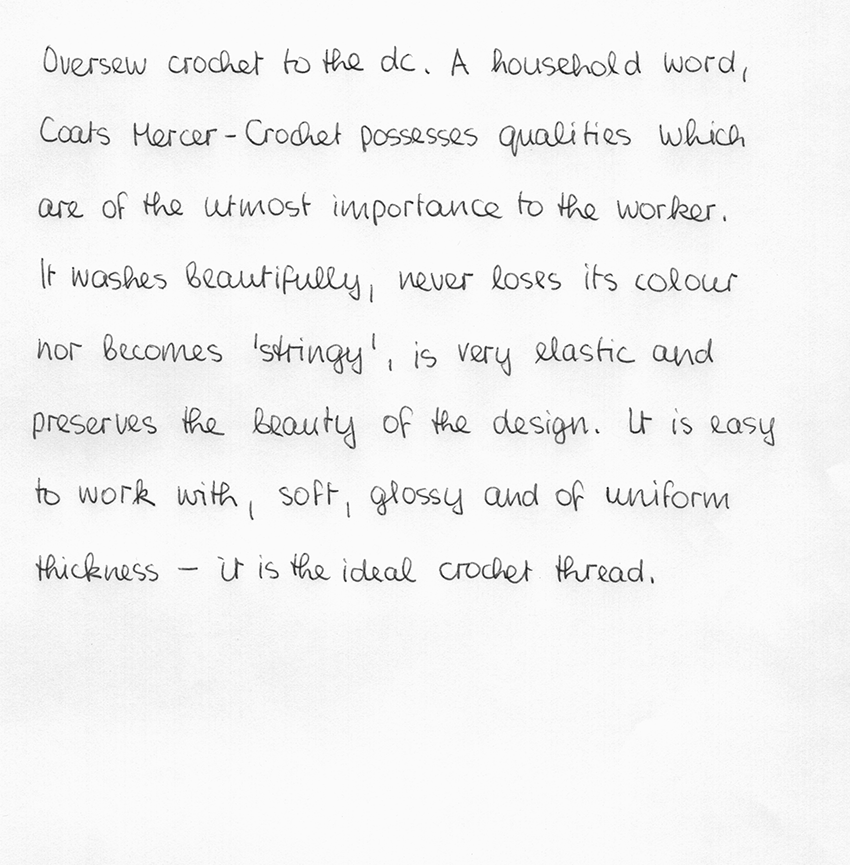 Oversew crochet to the dc. A household word,
Coats Mercer-Crochet possesses qualities which
are of the utmost importance to the worker.
It washes beautifully, never loses its colour
nor becomes 'stringy', is very elastic and
preserves the beauty of the design. It is easy
to work with, soft, glossy and of uniform
thickness - it is the ideal crochet thread.